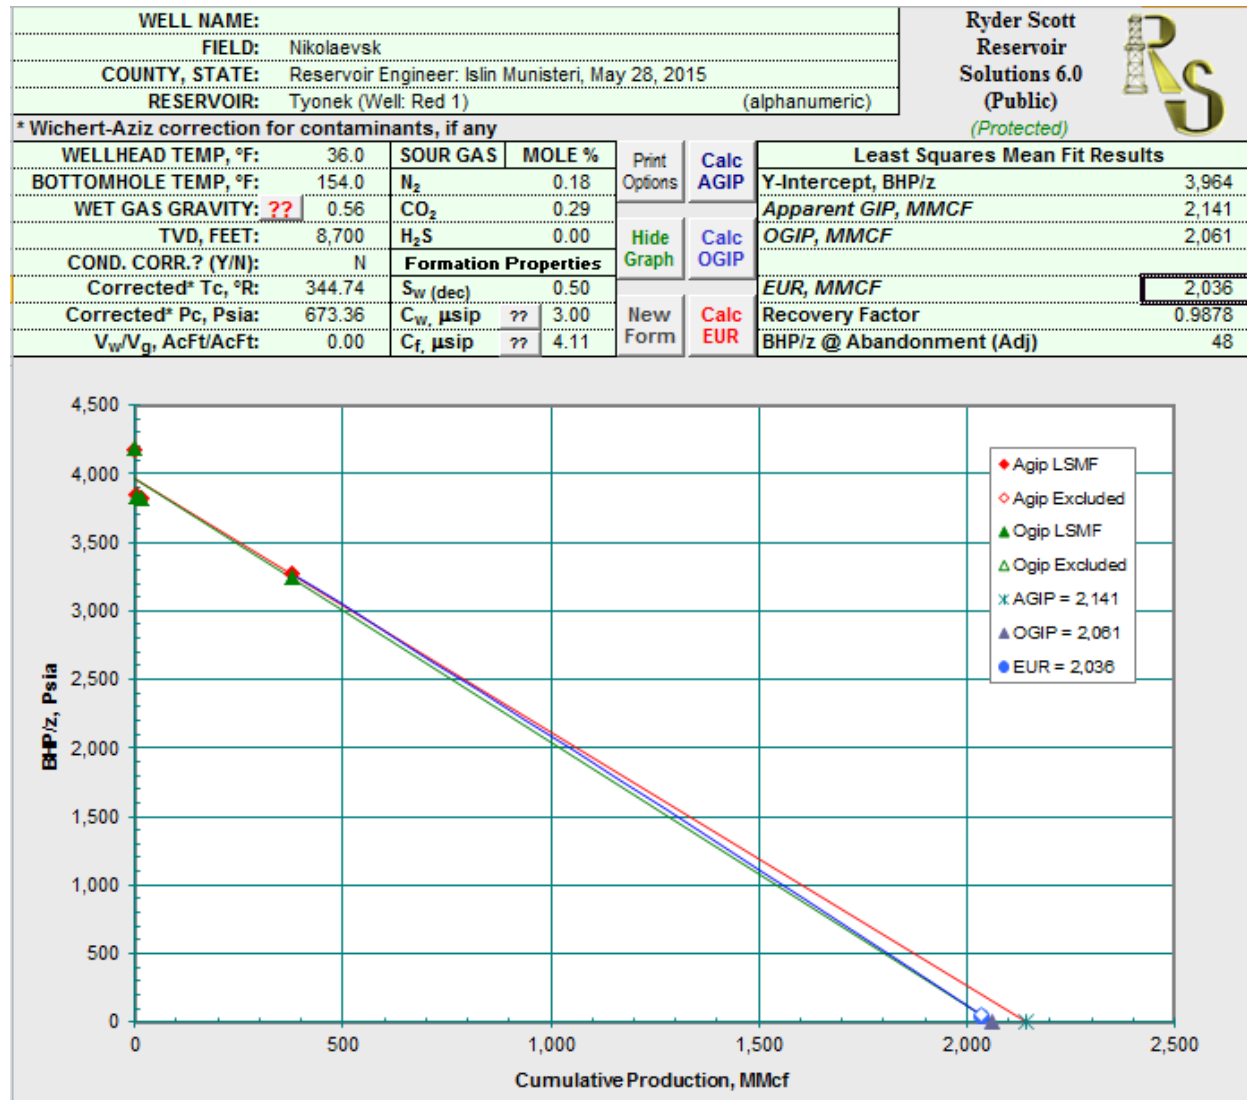 WELL NAME:
FIELD: Nikolaevsk
COUNTY, STATE: Reservoir Engineer: Islin Munisteri, May 28, 2015
RESERVOIR: Tyonek (Well: Red 1) (alphanumeric)
Ryder Scott
Reservoir
Solutions 6.0
(Public)
(Protected)
RS
* Wichert-Aziz correction for contaminants, if any
WELLHEAD TEMP, ºF: 36.0
BOTTOMHOLE TEMP, ºF: 154.0
WET GAS GRAVITY: ?? 0.56
TVD, FEET: 8,700
COND. CORR.? (Y/N): N
Corrected* Tc, ºR: 344.74
Corrected* Pc, Psia: 673.36
Vw/Vg, AcFt/AcFt: 0.00
SOUR GAS MOLE %
N2 0.18
CO2 0.29
H2S 0.00
Formation Properties
Sw (dec) 0.50
Cw, µsip ?? 3.00
Cf, µsip ?? 4.11
Print
Options
Calc
AGIP
Hide
Graph
Calc
OGIP
New
Form
Calc
EUR
Least Squares Mean Fit Results
Y-Intercept, BHP/z 3,964
Apparent GIP, MMCF 2,141
OGIP, MMCF 2,061
EUR, MMCF 2,036
Recovery Factor 0.9878
BHP/z @ Abandonment (Adj) 48
4,500
4,000
3,500
3,000
2,500
2,000
1,500
1,000
500
0
BHP/z, Psia
Agip LSMF
Agip Excluded
Ogip LSMF
Ogip Excluded
AGIP = 2,141
OGIP = 2,061
EUR = 2,036
0 500 1,000 1,500 2,000 2,500
Cumulative Production, MMcf